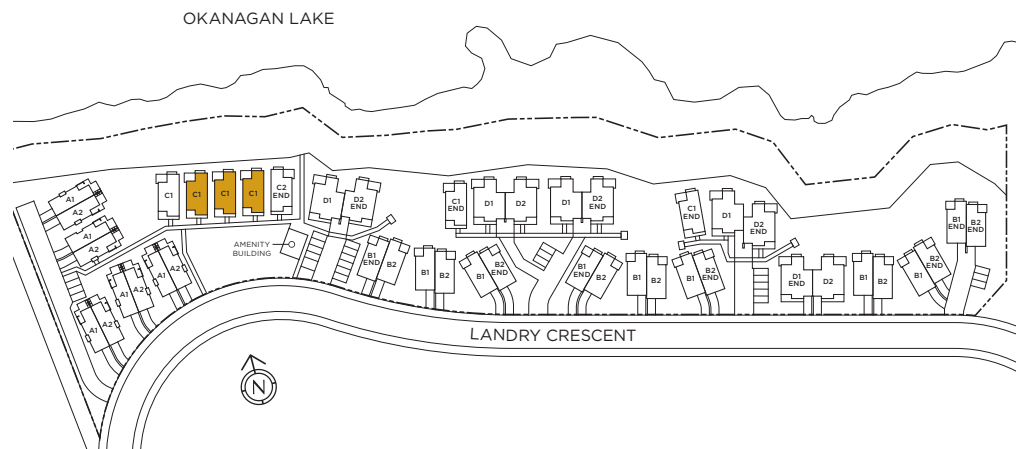 OKANAGAN LAKE
A1
A2
A1
A2
C1
C1
C1
C1
C2
END
D1
D2
END
C1
END
D1
D2
D1
D2
END
C1
END
D1
D2
END
B1
END
B2
END
AMENITY
BUILDING
A1
A2
A1
A2
A1
A2
B1
END
B2
B1
B2
B1
B2
END
B1
END
B2
B1
B2
B1
B2
END
D1
END
D2
B1
B2
B2
END
B1
LANDRY CRESCENT
N